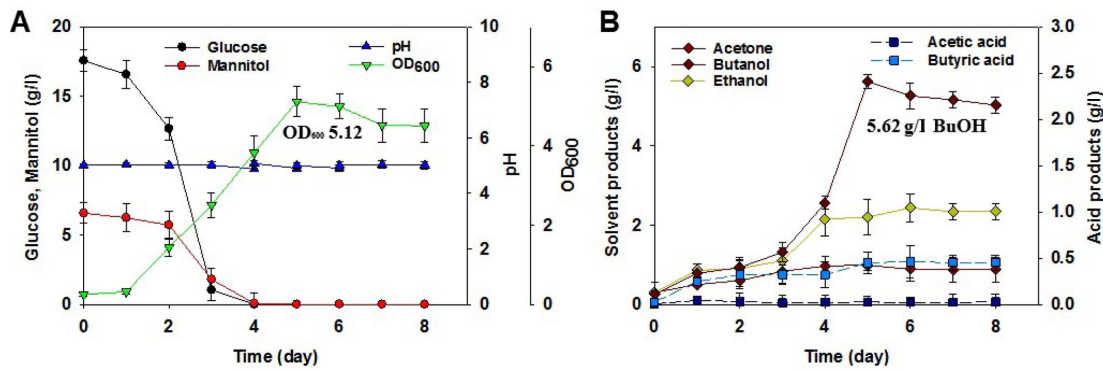 A
Glucose, Mannitol (g/l)
20
15
10
5
0
Glucose
Mannitol
pH
OD600
OD600 5.12
0 2 4 6 8
Time (day)
10
8
6
4
2
0
pH
6
4
2
0
OD600
B
Solvent products (g/l)
6
4
2
0
Acetone
Butanol
Ethanol
Acetic acid
Butyric acid
5.62 g/l BuOH
0 2 4 6 8
Time (day)
3.0
2.5
2.0
1.5
1.0
0.5
0.0
Acid products (g/l)